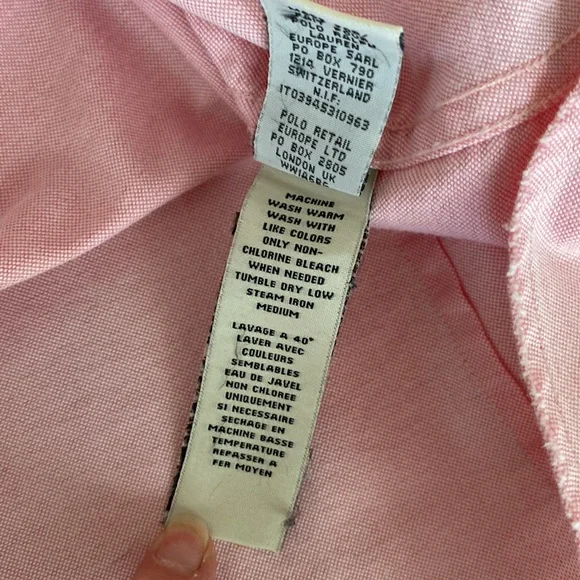 POLO RALPH
LAUREN
EUROPE SARL
PO BOX 790
1214 VERNIER
SWITZERLAND
N.I.F:
IT03945310963
POLO RETAIL
EUROPE LTD
PO BOX 2805
LONDON UK
MACHINE
WASH WARM
WASH WITH
LIKE COLORS
ONLY NON-
CHLORINE BLEACH
WHEN NEEDED
TUMBLE DRY LOW
STEAM IRON
MEDIUM
LAVAGE A 40°
LAVER AVEC
COULEURS
SEMBLABLES
EAU DE JAVEL
NON CHLOREE
UNIQUEMENT
SI NECESSAIRE
SECHAGE EN
MACHINE BASSE
TEMPERATURE
REPASSER A
FER MOYEN